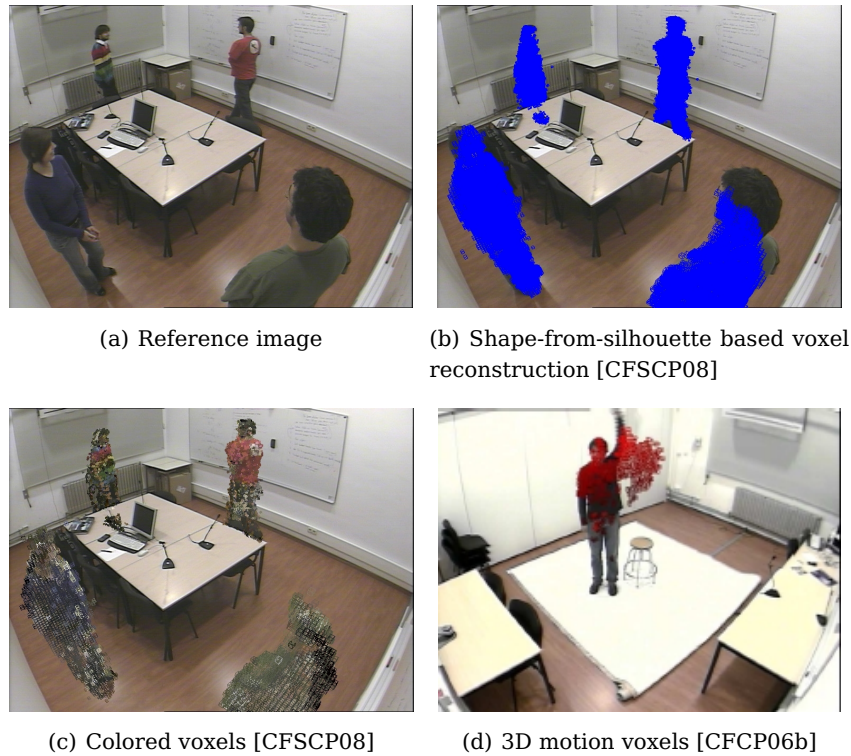 (a) Reference image
(b) Shape-from-silhouette based voxel
reconstruction [CFSCP08]
(c) Colored voxels [CFSCP08]
(d) 3D motion voxels [CFCP06b]